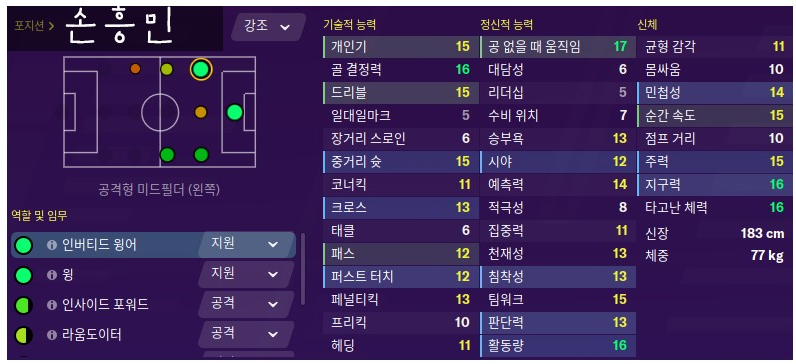 포지션 >
손흥민
강조
공격형 미드필더 (왼쪽)
역할 및 임무
인버티드 윙어 지원
윙 지원
인사이드 포워드 공격
라움도이터 공격
기술적 능력
개인기 15
골 결정력 16
드리블 15
일대일마크 5
장거리 스로인 6
중거리 슛 15
코너킥 11
크로스 13
태클 6
패스 12
퍼스트 터치 12
페널티킥 13
프리킥 10
헤딩 11
정신적 능력
공 없을 때 움직임 17
대담성 6
리더십 5
수비 위치 7
승부욕 13
시야 12
예측력 14
적극성 8
집중력 11
천재성 13
침착성 13
팀워크 15
판단력 13
활동량 16
신체
균형 감각 11
몸싸움 10
민첩성 14
순간 속도 15
점프 거리 10
주력 15
지구력 16
타고난 체력 16
신장 183 cm
체중 77 kg